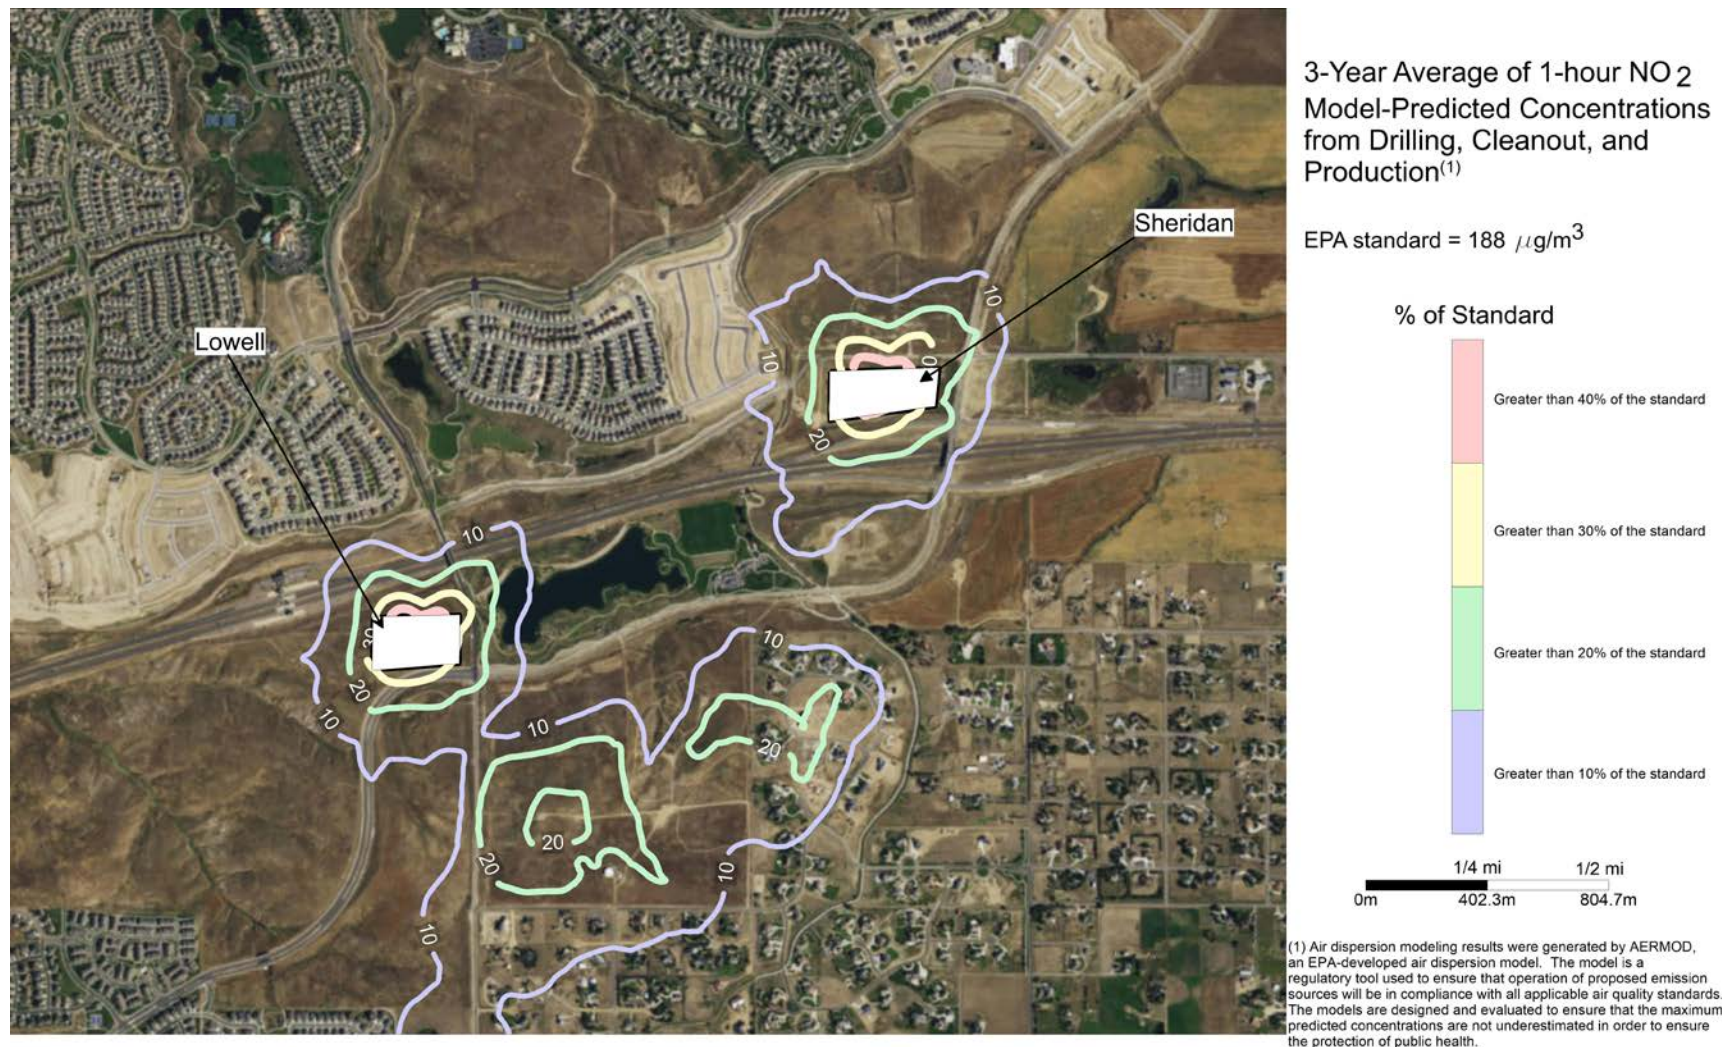 3-Year Average of 1-hour NO2
Model-Predicted Concentrations
from Drilling, Cleanout, and
Production(1)
EPA standard = 188 μg/m3
% of Standard
Greater than 40% of the standard
Greater than 30% of the standard
Greater than 20% of the standard
Greater than 10% of the standard
1/4 mi 1/2 mi
0m 402.3m 804.7m
(1) Air dispersion modeling results were generated by AERMOD,
an EPA-developed air dispersion model. The model is a
regulatory tool used to ensure that operation of proposed emission
sources will be in compliance with all applicable air quality standards.
The models are designed and evaluated to ensure that the maximum
predicted concentrations are not underestimated in order to ensure
the protection of public health.
Sheridan
Lowell
10
10
20
10
20
10
30
10
10
20
20
20
10
10